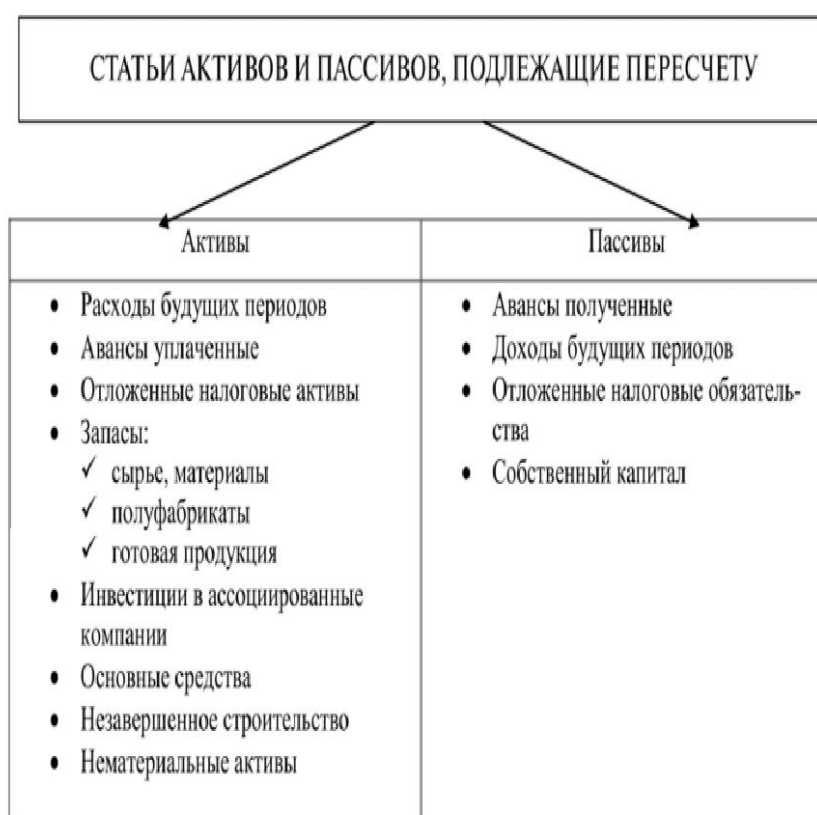 СТАТЬИ АКТИВОВ И ПАССИВОВ, ПОДЛЕЖАЩИЕ ПЕРЕСЧЕТУ
Активы
• Расходы будущих периодов
• Авансы уплаченные
• Отложенные налоговые активы
• Запасы:
✓ сырье, материалы
✓ полуфабрикаты
✓ готовая продукция
• Инвестиции в ассоциированные
компании
• Основные средства
• Незавершенное строительство
• Нематериальные активы
Пассивы
• Авансы полученные
• Доходы будущих периодов
• Отложенные налоговые обязатель-
ства
• Собственный капитал